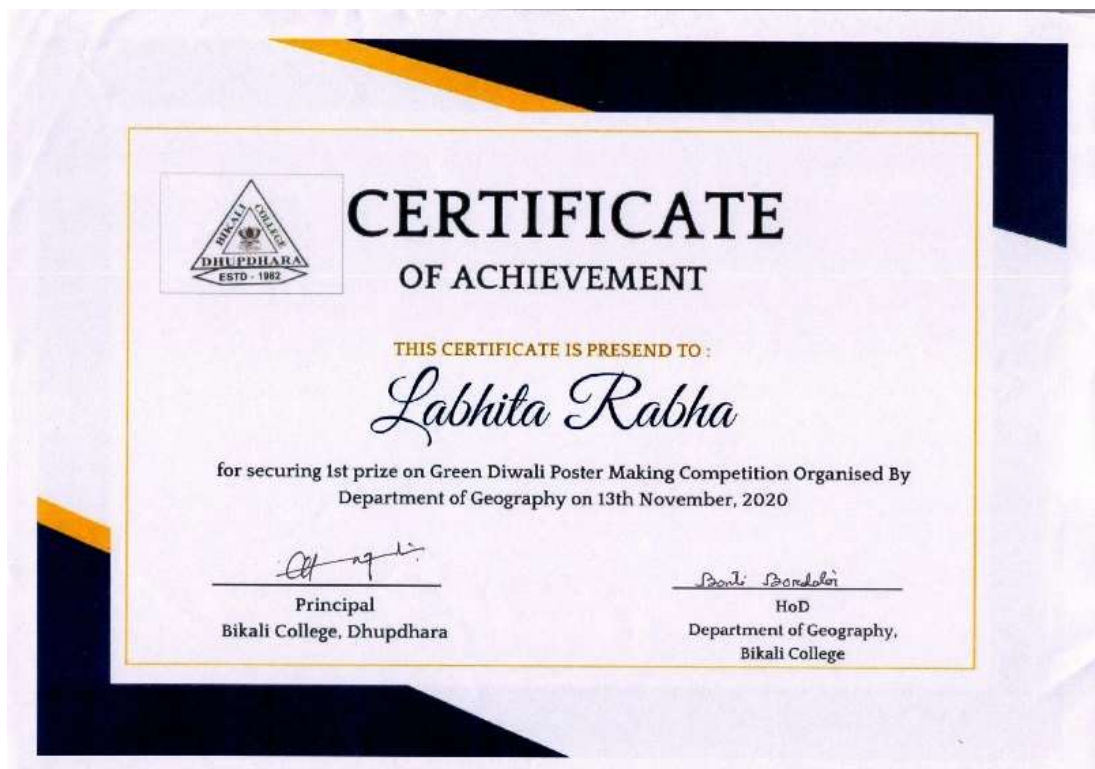 BIKALI COLLEGE
DHUPDHARA
ESTD - 1982
CERTIFICATE
OF ACHIEVEMENT
THIS CERTIFICATE IS PRESEND TO :
Labhita Rabha
for securing 1st prize on Green Diwali Poster Making Competition Organised By
Department of Geography on 13th November, 2020
Principal
Bikali College, Dhupdhara
Bonti Bordoloi
HoD
Department of Geography,
Bikali College